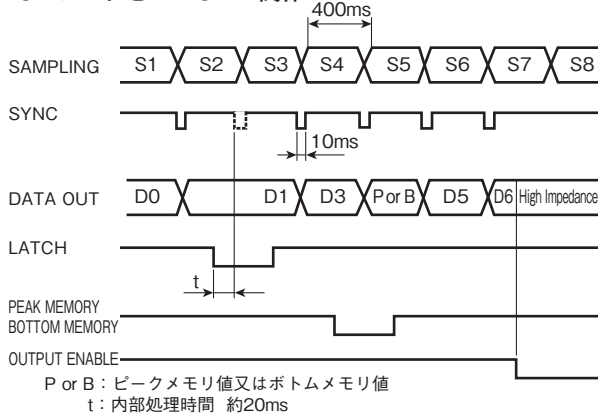 400ms
SAMPLING S1 S2 S3 S4 S5 S6 S7 S8
SYNC
10ms
DATA OUT D0 D1 D3 P or B D5 D6 High Impedance
LATCH
t
PEAK MEMORY
BOTTOM MEMORY
OUTPUT ENABLE
P or B：ピークメモリ値又はボトムメモリ値
t：内部処理時間 約20ms